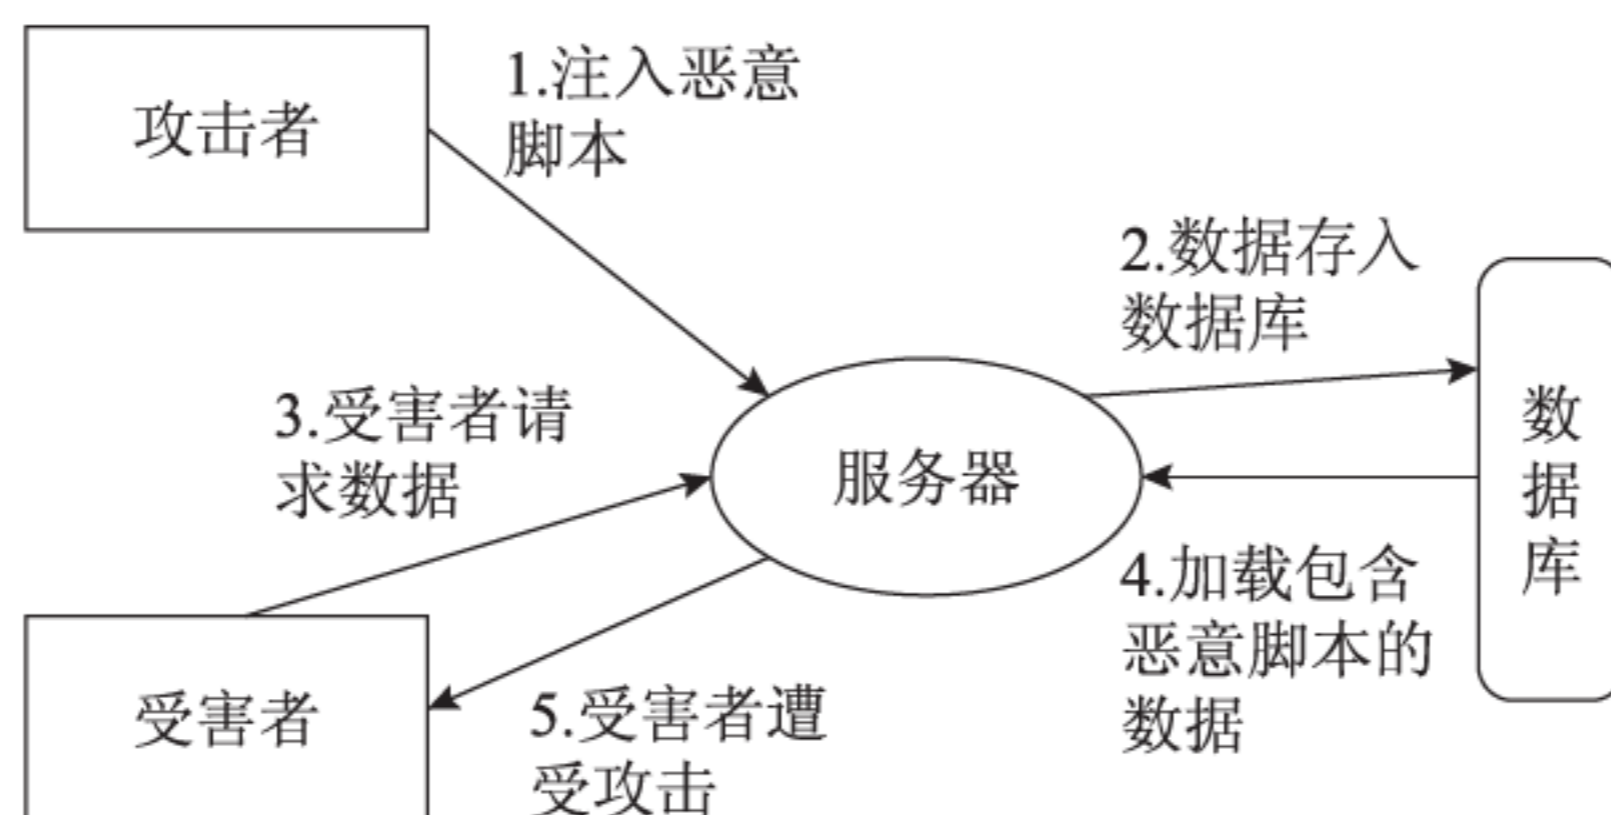 攻击者
1.注入恶意
脚本
2.数据存入
数据库
3.受害者请
求数据
服务器
数
据
库
4.加载包含
恶意脚本的
数据
受害者
5.受害者遭
受攻击